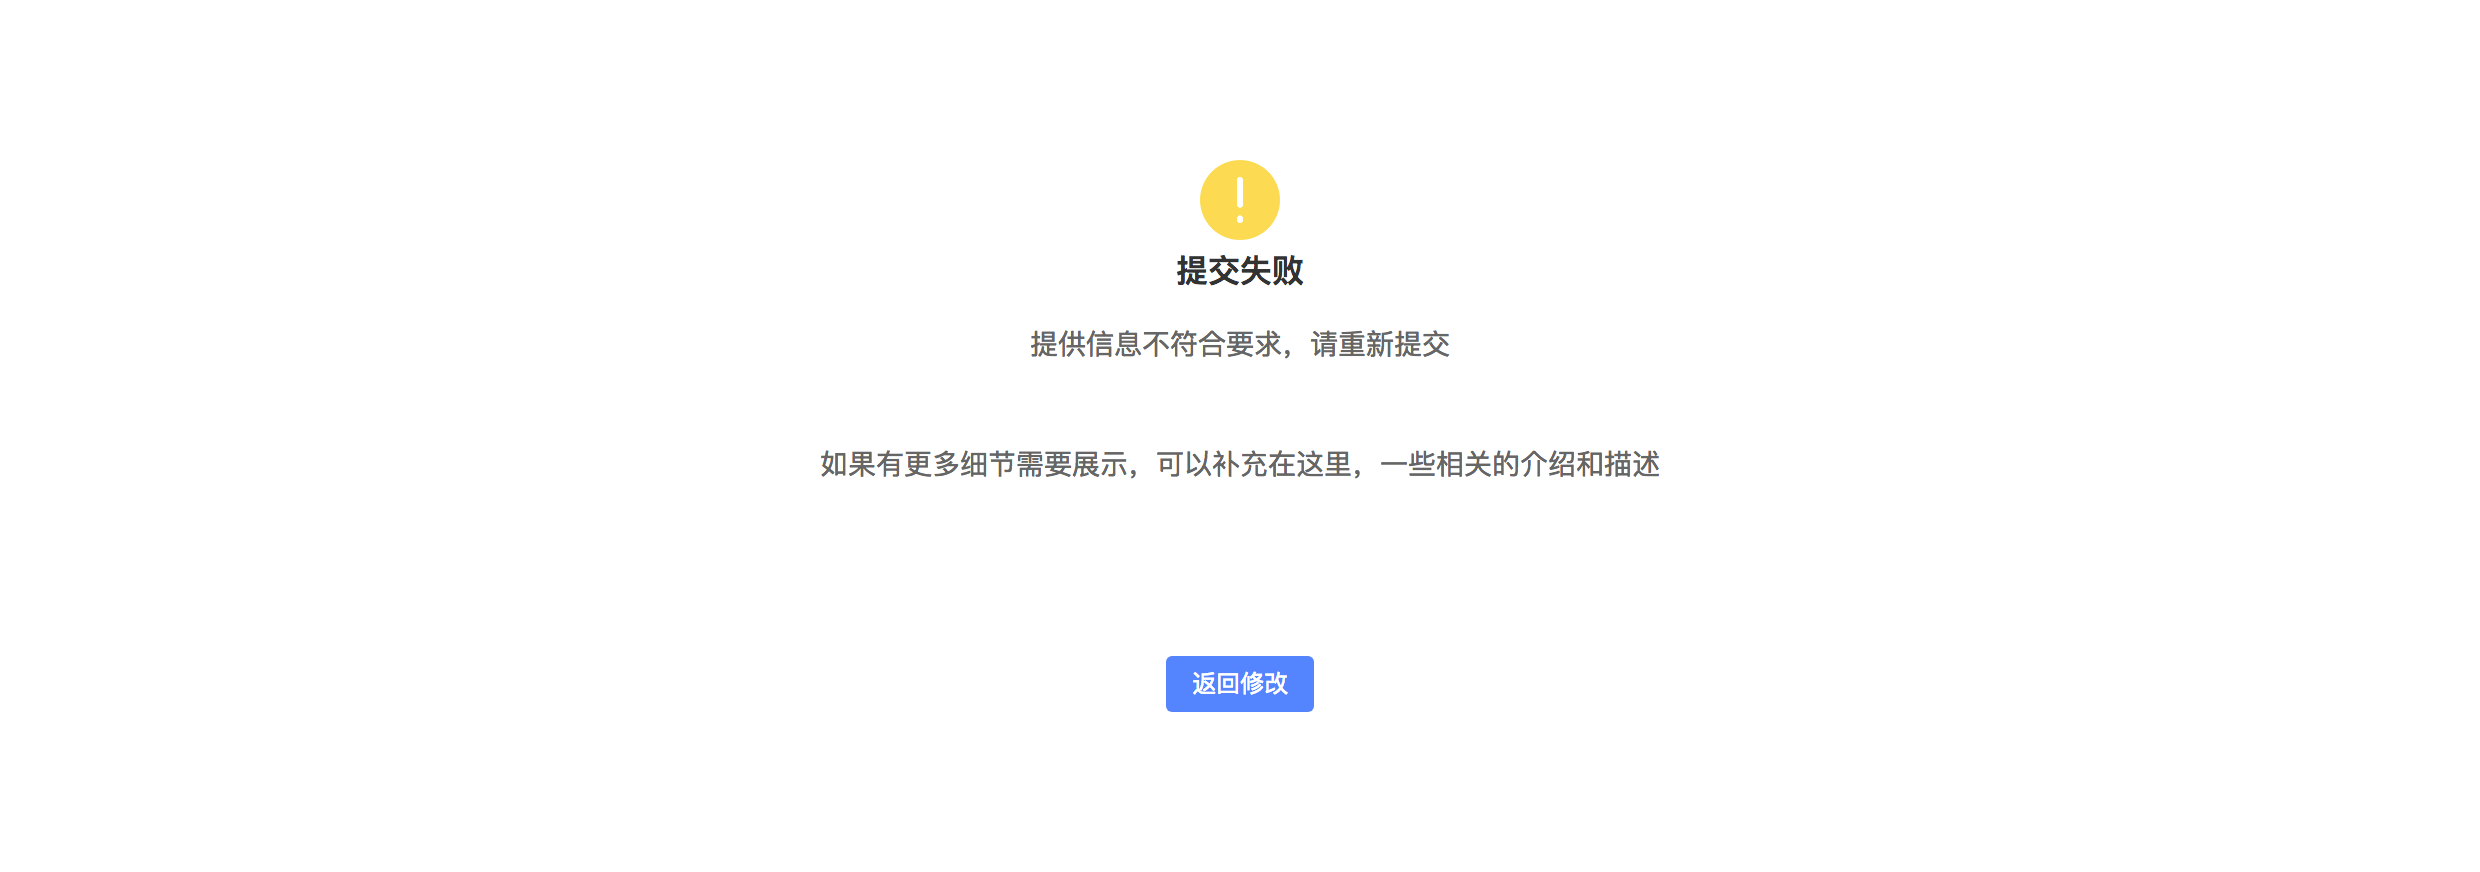 提交失败
提供信息不符合要求，请重新提交
如果有更多细节需要展示，可以补充在这里，一些相关的介绍和描述
返回修改